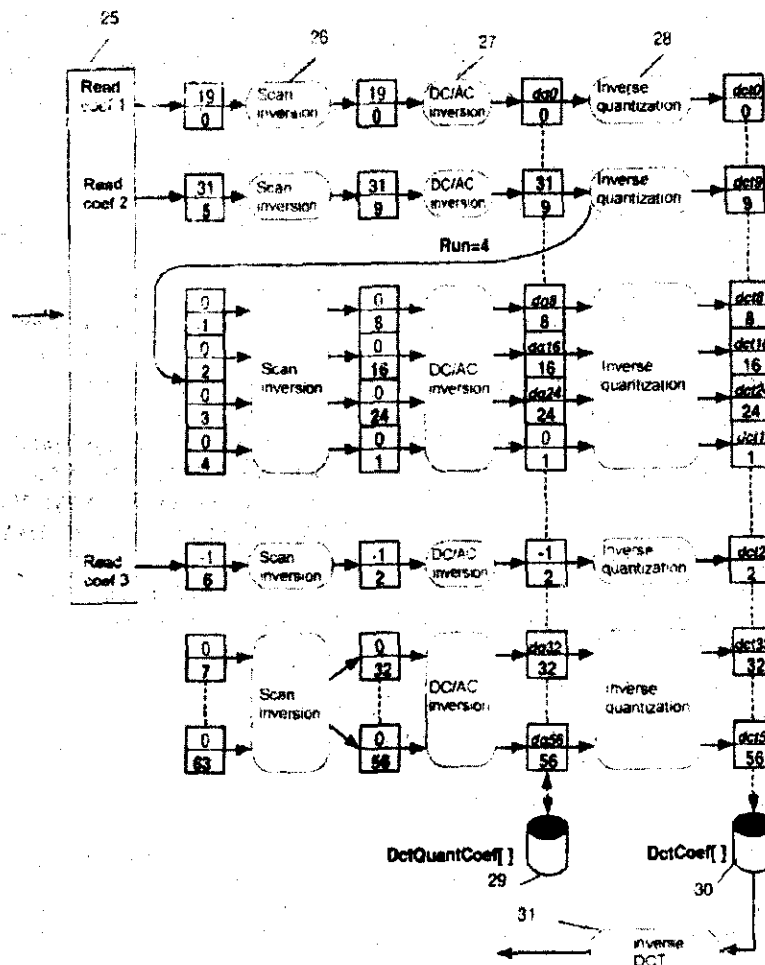 25
26
27
28
Read coef 1
19
0
Scan inversion
19
0
DC/AC inversion
dq0
0
Inverse quantization
dct0
0
Read coef 2
31
5
Scan inversion
31
9
DC/AC inversion
31
9
Inverse quantization
dct9
9
Run=4
0
1
0
2
0
3
0
4
Scan inversion
0
8
0
16
0
24
0
1
DC/AC inversion
dq8
8
dq16
16
dq24
24
0
1
Inverse quantization
dct8
8
16
dct24
24
1
Read coef 3
-1
6
Scan inversion
-1
2
DC/AC inversion
-1
2
Inverse quantization
dct2
2
0
7
0
63
Scan inversion
0
32
0
56
DC/AC inversion
dq32
32
dq56
56
Inverse quantization
32
56
DctQuantCoef[ ]
29
DctCoef[ ]
30
31
Inverse DCT